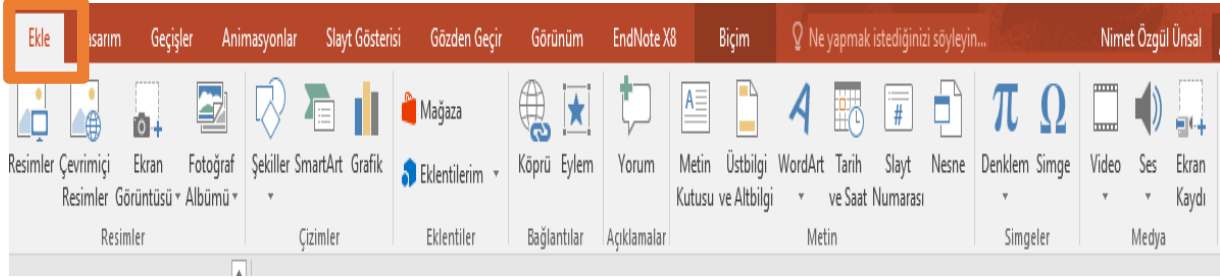 Ekle Tasarım Geçişler Animasyonlar Slayt Gösterisi Gözden Geçir Görünüm EndNote X8 Biçim Ne yapmak istediğinizi söyleyin... Nimet Özgül Ünsal
Resimler Çevrimiçi Resimler Ekran Görüntüsü Fotoğraf Albümü Şekiller SmartArt Grafik Mağaza Eklentilerim Köprü Eylem Yorum Metin Kutusu Üstbilgi ve Altbilgi WordArt Tarih ve Saat Slayt Numarası Nesne Denklem Simge Video Ses Ekran Kaydı
Resimler Çizimler Eklentiler Bağlantılar Açıklamalar Metin Simgeler Medya